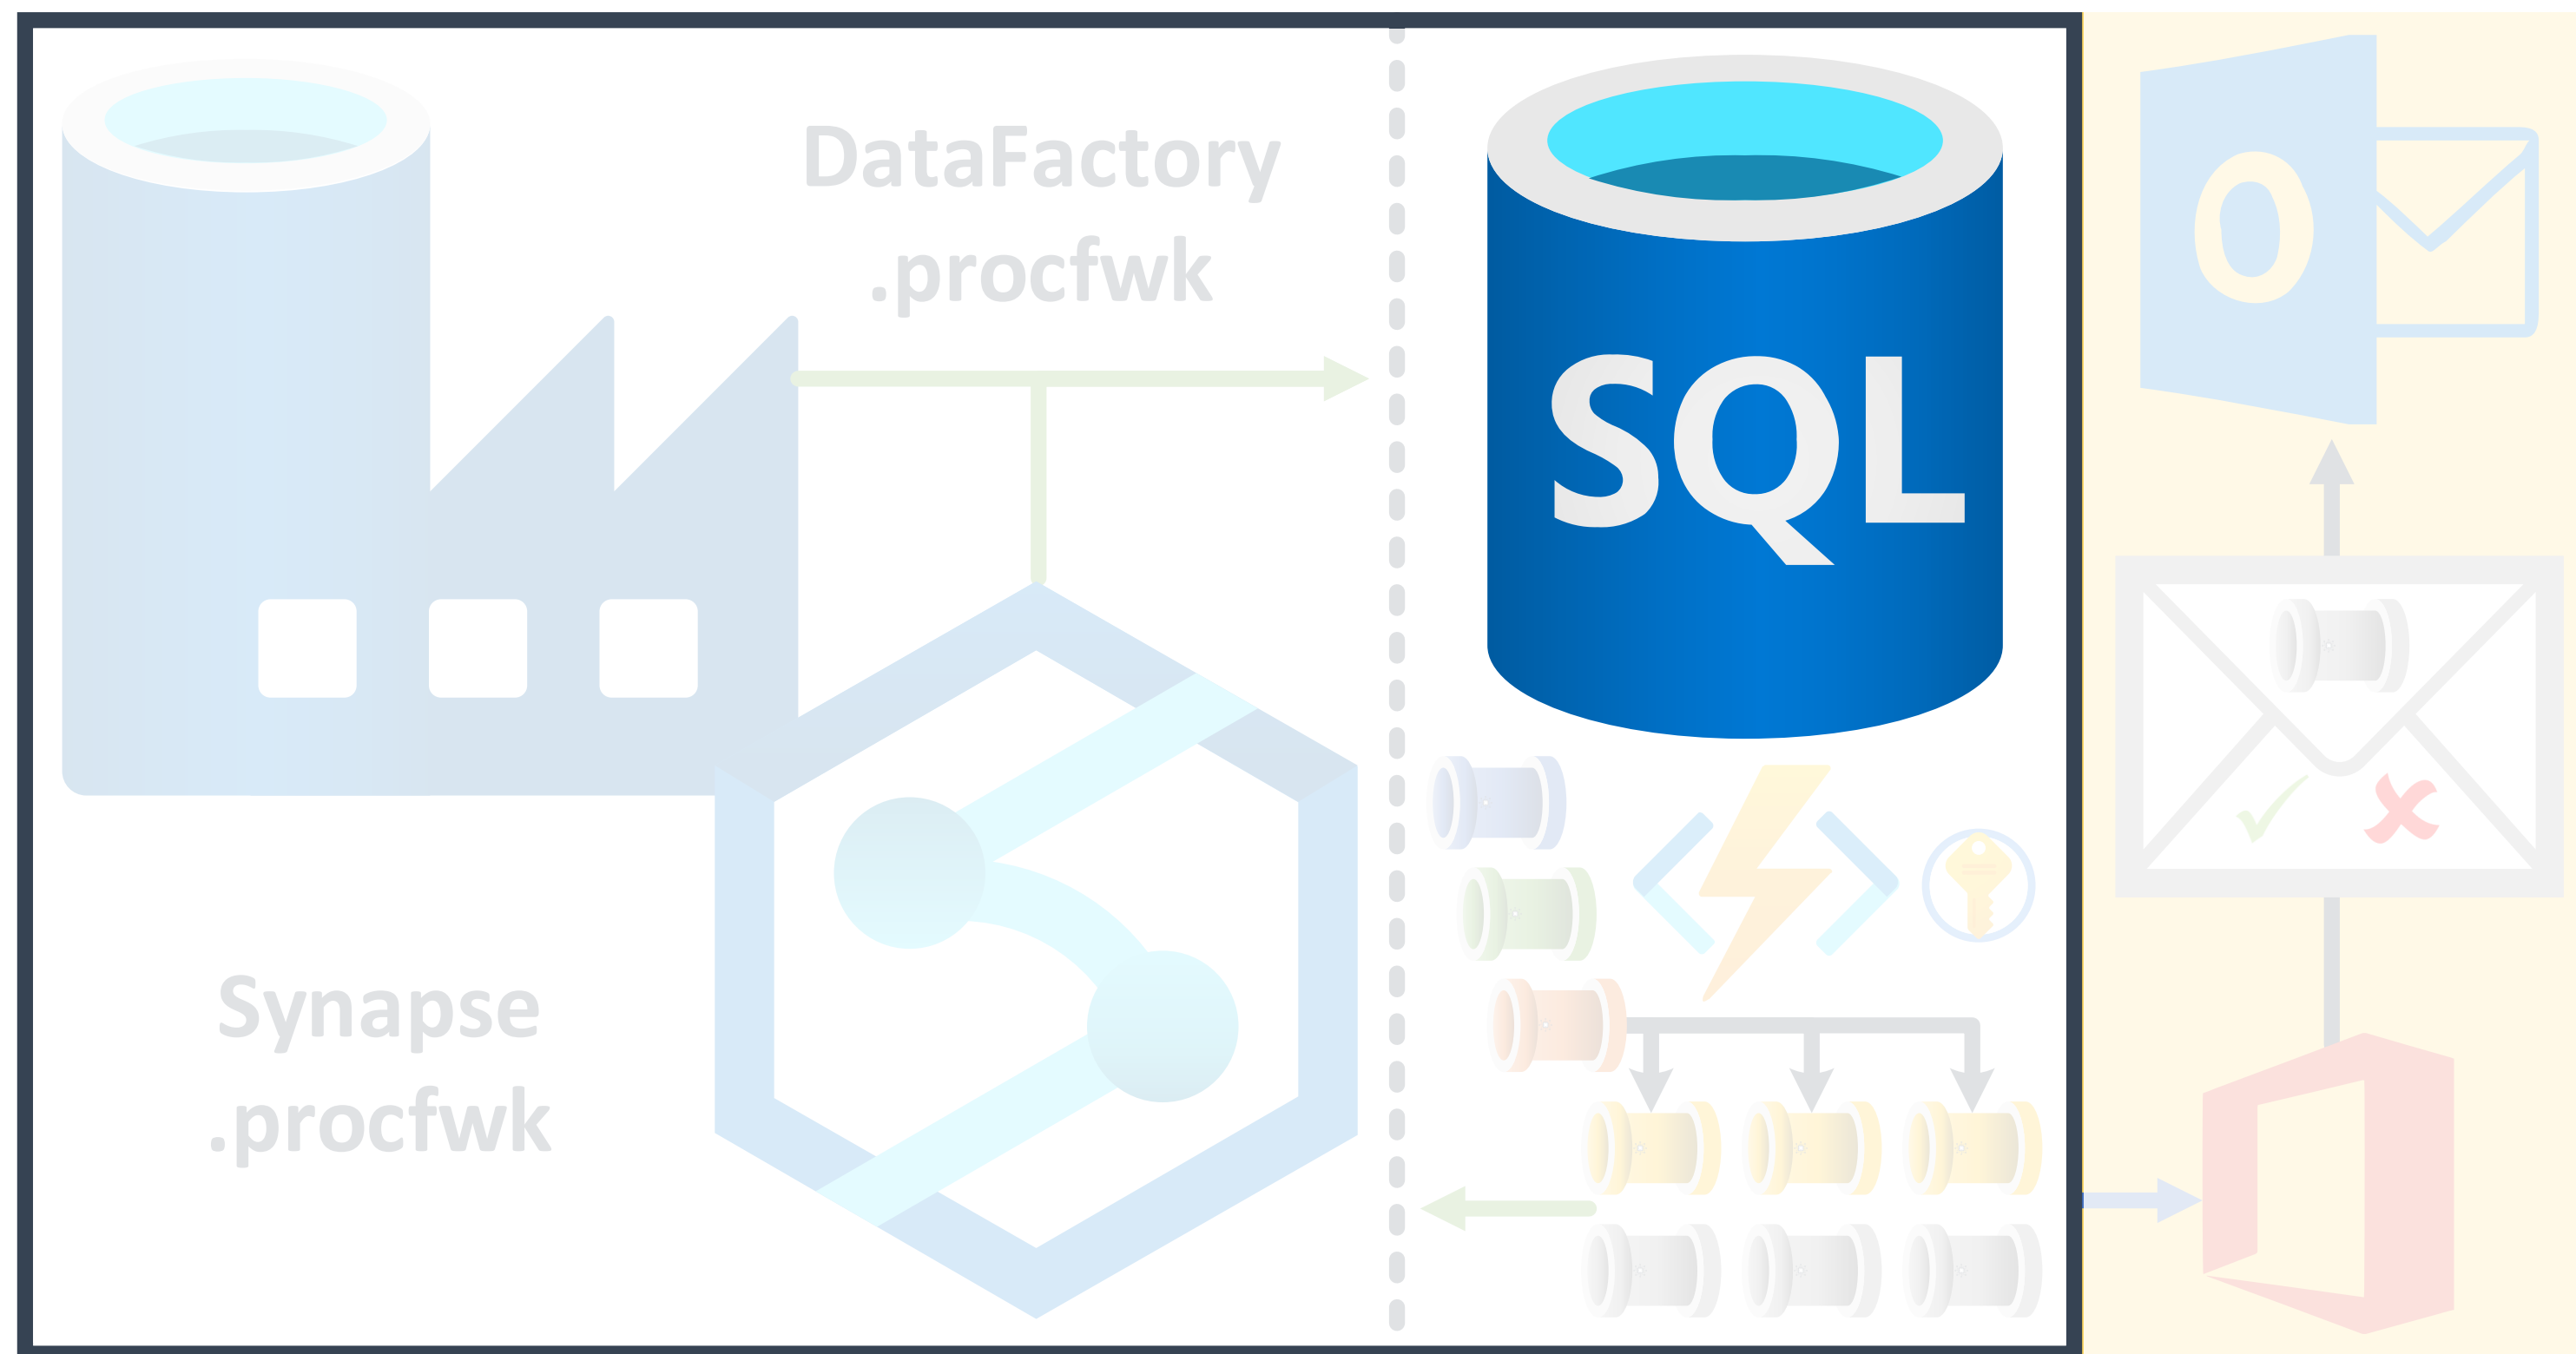 DataFactory
.procfwk
SQL
O
Synapse
.procfwk